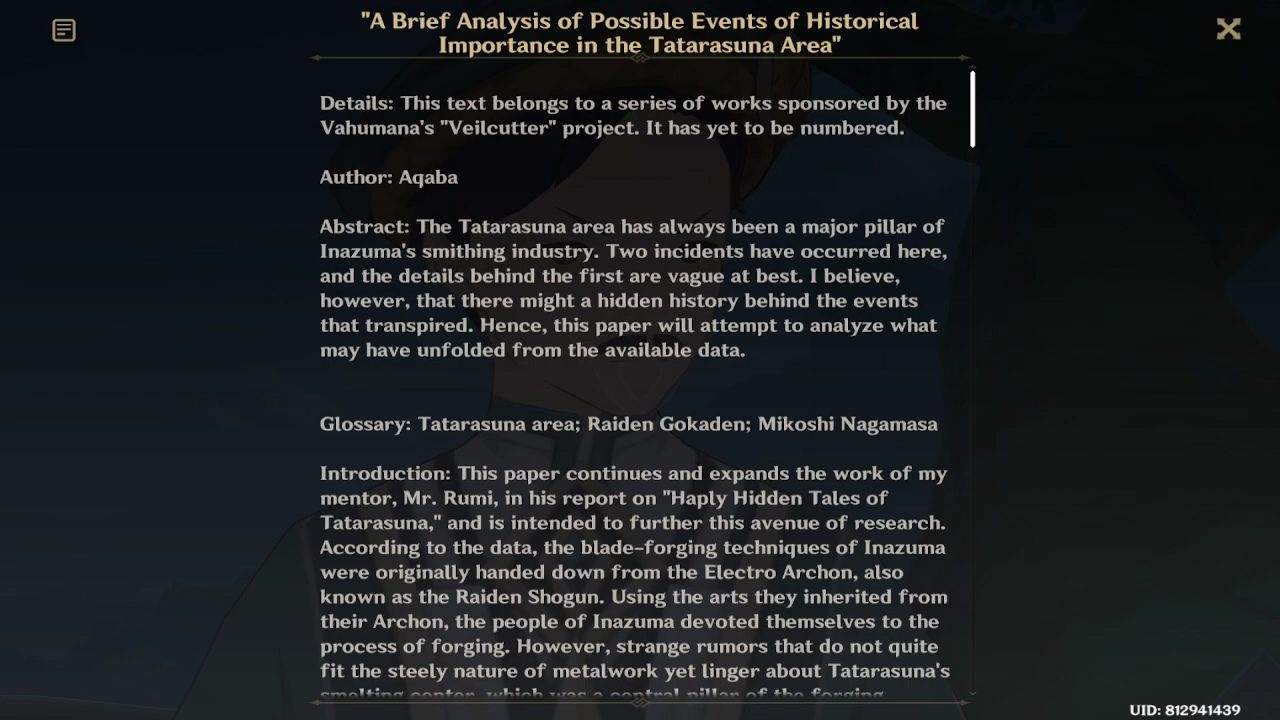 "A Brief Analysis of Possible Events of Historical
Importance in the Tatarasuna Area"
Details: This text belongs to a series of works sponsored by the
Vahumana's "Veilcutter" project. It has yet to be numbered.
Author: Aqaba
Abstract: The Tatarasuna area has always been a major pillar of
Inazuma's smithing industry. Two incidents have occurred here,
and the details behind the first are vague at best. I believe,
however, that there might a hidden history behind the events
that transpired. Hence, this paper will attempt to analyze what
may have unfolded from the available data.
Glossary: Tatarasuna area; Raiden Gokaden; Mikoshi Nagamasa
Introduction: This paper continues and expands the work of my
mentor, Mr. Rumi, in his report on "Haply Hidden Tales of
Tatarasuna," and is intended to further this avenue of research.
According to the data, the blade-forging techniques of Inazuma
were originally handed down from the Electro Archon, also
known as the Raiden Shogun. Using the arts they inherited from
their Archon, the people of Inazuma devoted themselves to the
process of forging. However, strange rumors that do not quite
fit the steely nature of metalwork yet linger about Tatarasuna's
smelting center, which was a central pillar of the forging
UID: 812941439